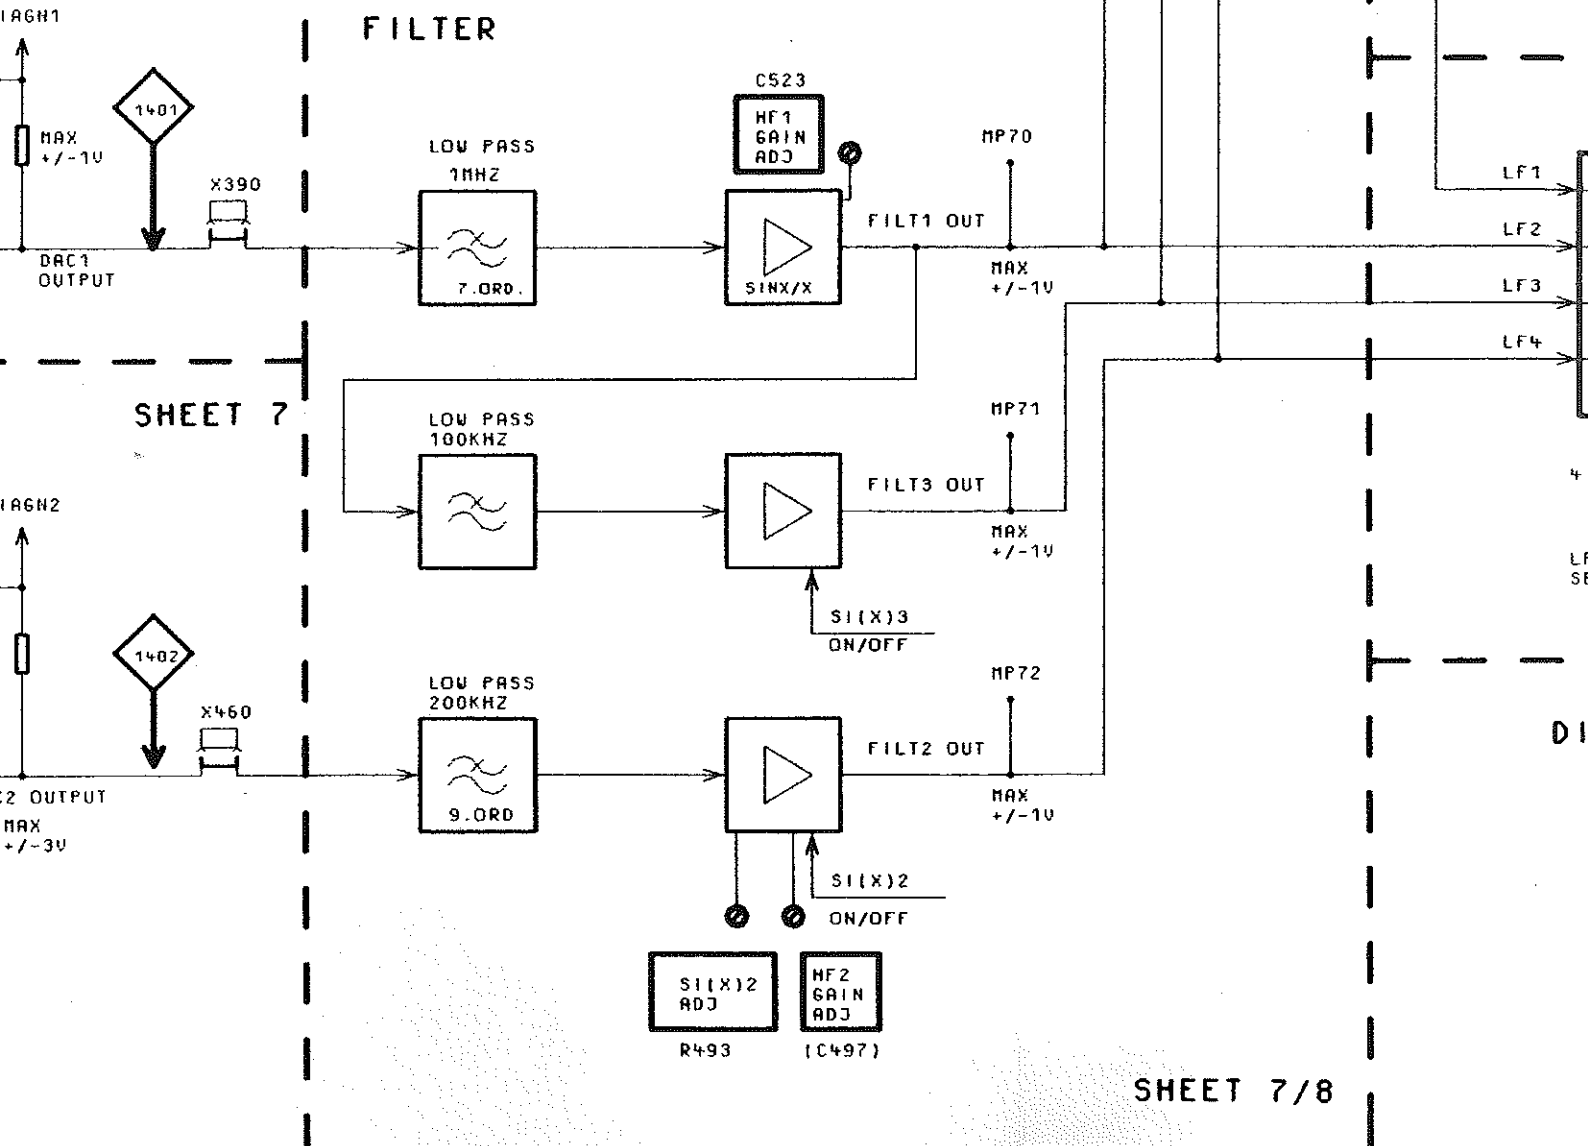 IAGN1
FILTER
C523
HF1
GAIN
ADJ
1401
MAX
+/-1V
LOW PASS
1MHZ
MP70
X390
LF1
FILT1 OUT
LF2
DAC1
OUTPUT
7.ORD.
SINX/X
MAX
+/-1V
LF3
LF4
SHEET 7
LOW PASS
100KHZ
MP71
4
IAGN2
FILT3 OUT
MAX
+/-1V
SI(X)3
ON/OFF
1402
LOW PASS
200KHZ
MP72
X460
FILT2 OUT
DI
C2 OUTPUT
MAX
+/-3V
9.ORD
MAX
+/-1V
SI(X)2
ON/OFF
SI(X)2
ADJ
HF2
GAIN
ADJ
R493
(C497)
SHEET 7/8